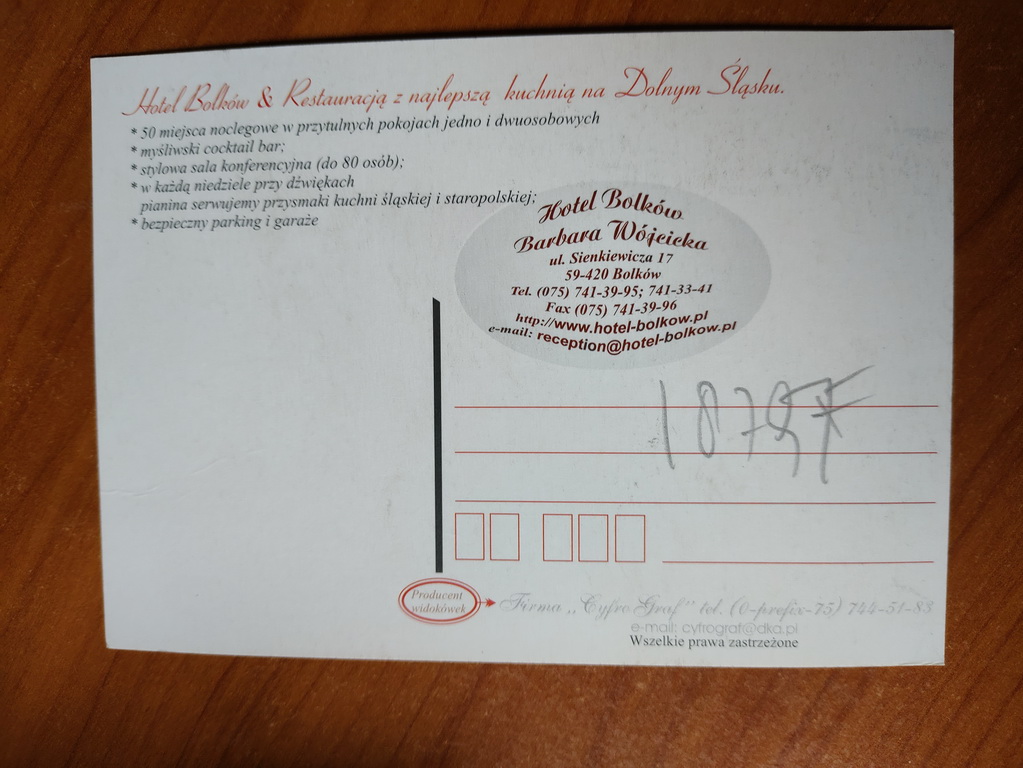 Hotel Bolków & Restauracją z najlepszą kuchnią na Dolnym Śląsku.
* 50 miejsca noclegowe w przytulnych pokojach jedno i dwuosobowych
* myśliwski cocktail bar;
* stylowa sala konferencyjna (do 80 osób);
* w każdą niedziele przy dźwiękach
pianina serwujemy przysmaki kuchni śląskiej i staropolskiej;
* bezpieczny parking i garaże
Hotel Bolków
Barbara Wójcicka
ul. Sienkiewicza 17
59-420 Bolków
Tel. (075) 741-39-95; 741-33-41
Fax (075) 741-39-96
http://www.hotel-bolkow.pl
e-mail: reception@hotel-bolkow.pl
Producent
widokówek
Firma „Cyfro Graf” tel. (0-prefix-75) 744-51-83
e-mail: cyfrograf@dka.pl
Wszelkie prawa zastrzeżone